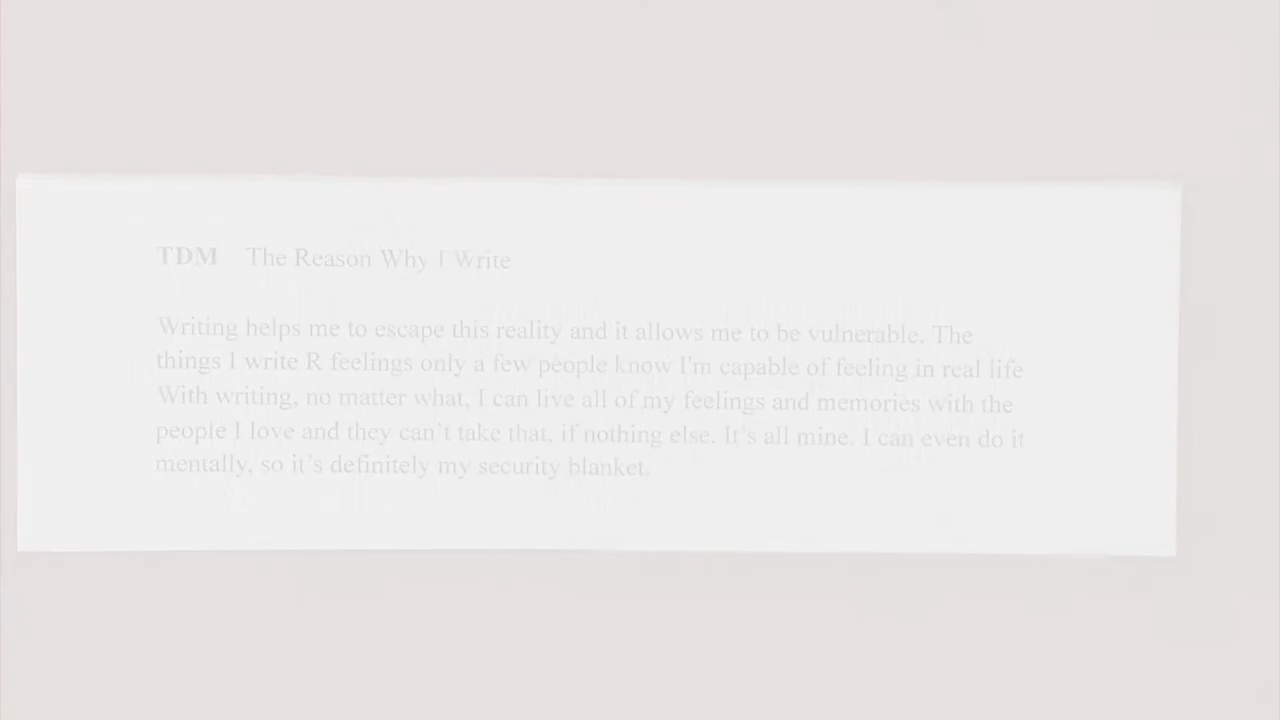 TDM The Reason Why I Write
Writing helps me to escape this reality and it allows me to be vulnerable. The
things I write R feelings only a few people know I'm capable of feeling in real life
With writing, no matter what, I can live all of my feelings and memories with the
people I love and they can't take that, if nothing else. It's all mine. I can even do it
mentally, so it's definitely my security blanket.